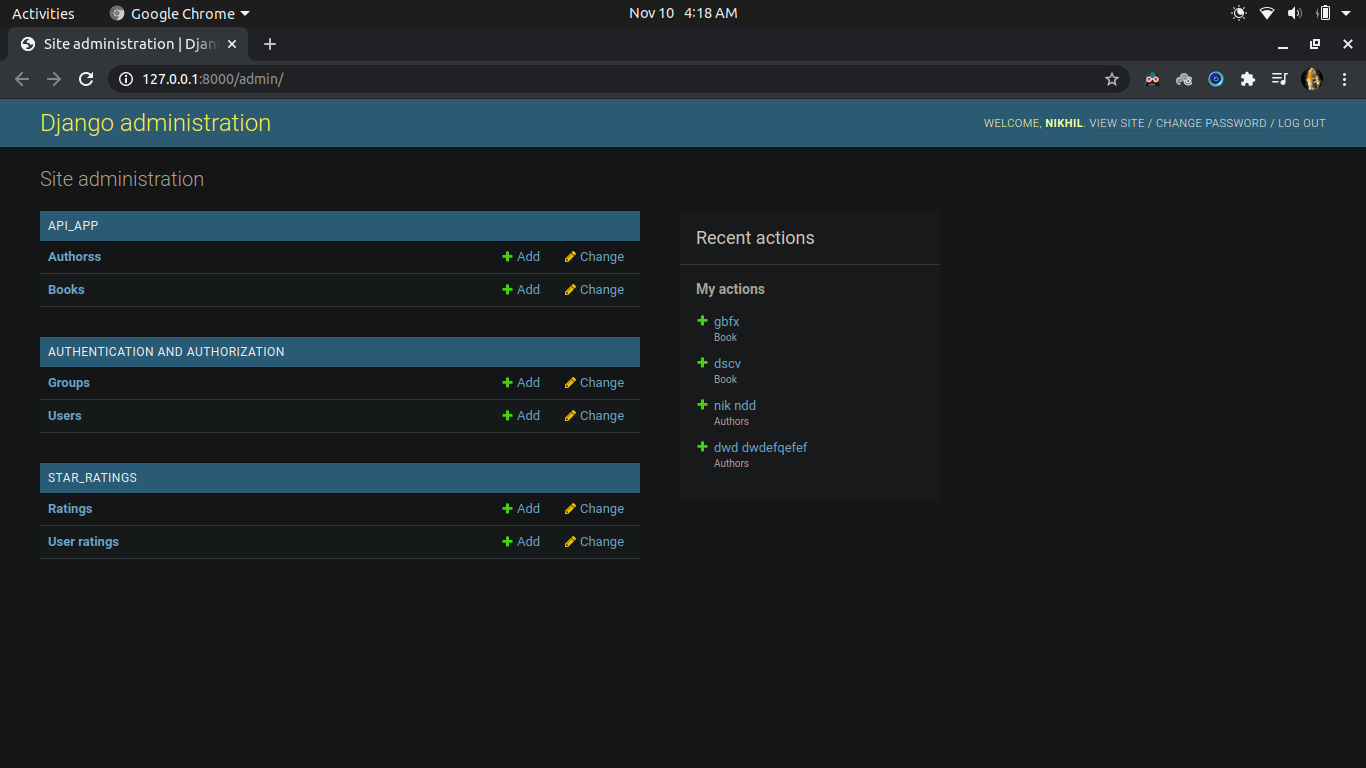 Activities Google Chrome Nov 10 4:18 AM
Site administration | Djan
127.0.0.1:8000/admin/
Django administration
WELCOME, NIKHIL. VIEW SITE / CHANGE PASSWORD / LOG OUT
Site administration
API_APP
Authorss Add Change
Books Add Change
AUTHENTICATION AND AUTHORIZATION
Groups Add Change
Users Add Change
STAR_RATINGS
Ratings Add Change
User ratings Add Change
Recent actions
My actions
gbfx
Book
dscv
Book
nik ndd
Authors
dwd dwdefqefef
Authors